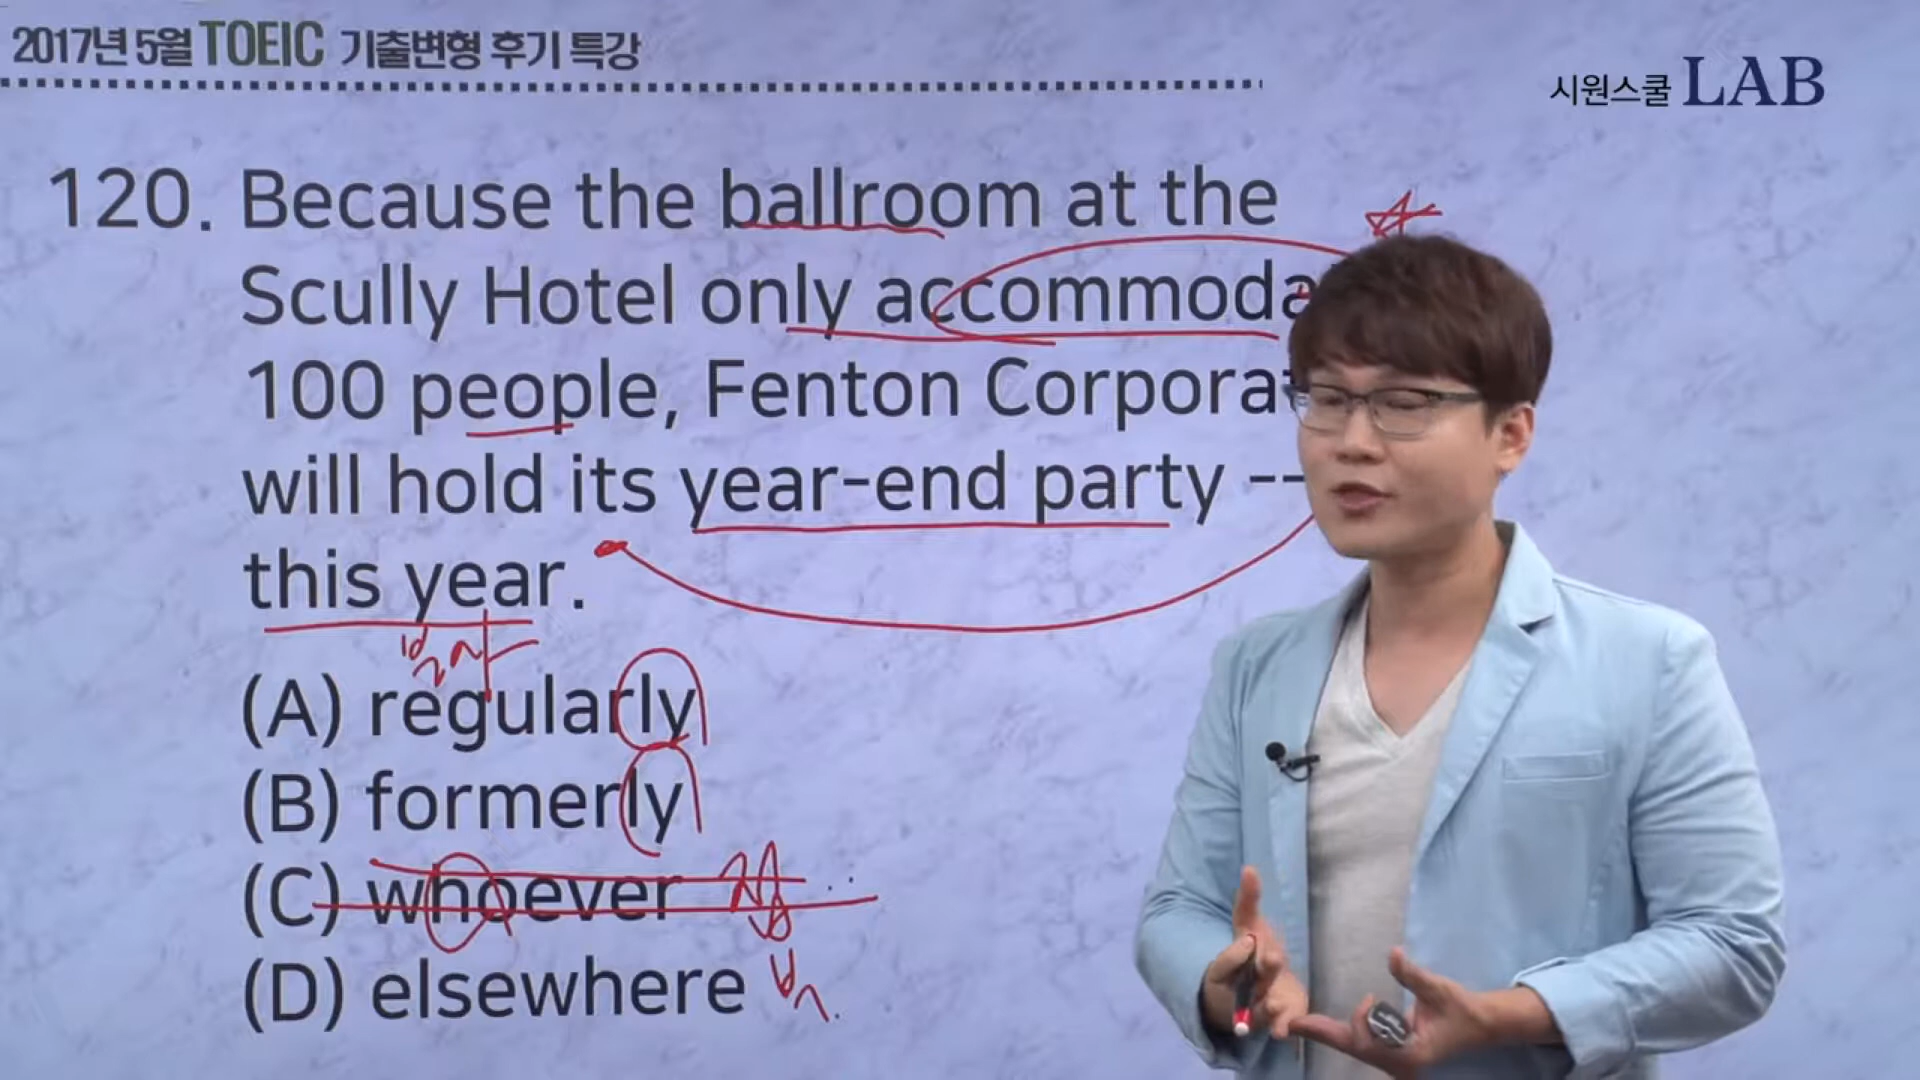 2017년 5월 TOEIC 기출변형 후기 특강
시원스쿨 LAB
120. Because the ballroom at the
Scully Hotel only accommoda
100 people, Fenton Corporat
will hold its year-end party --
this year.
(A) regularly
(B) formerly
(C) whoever
(D) elsewhere